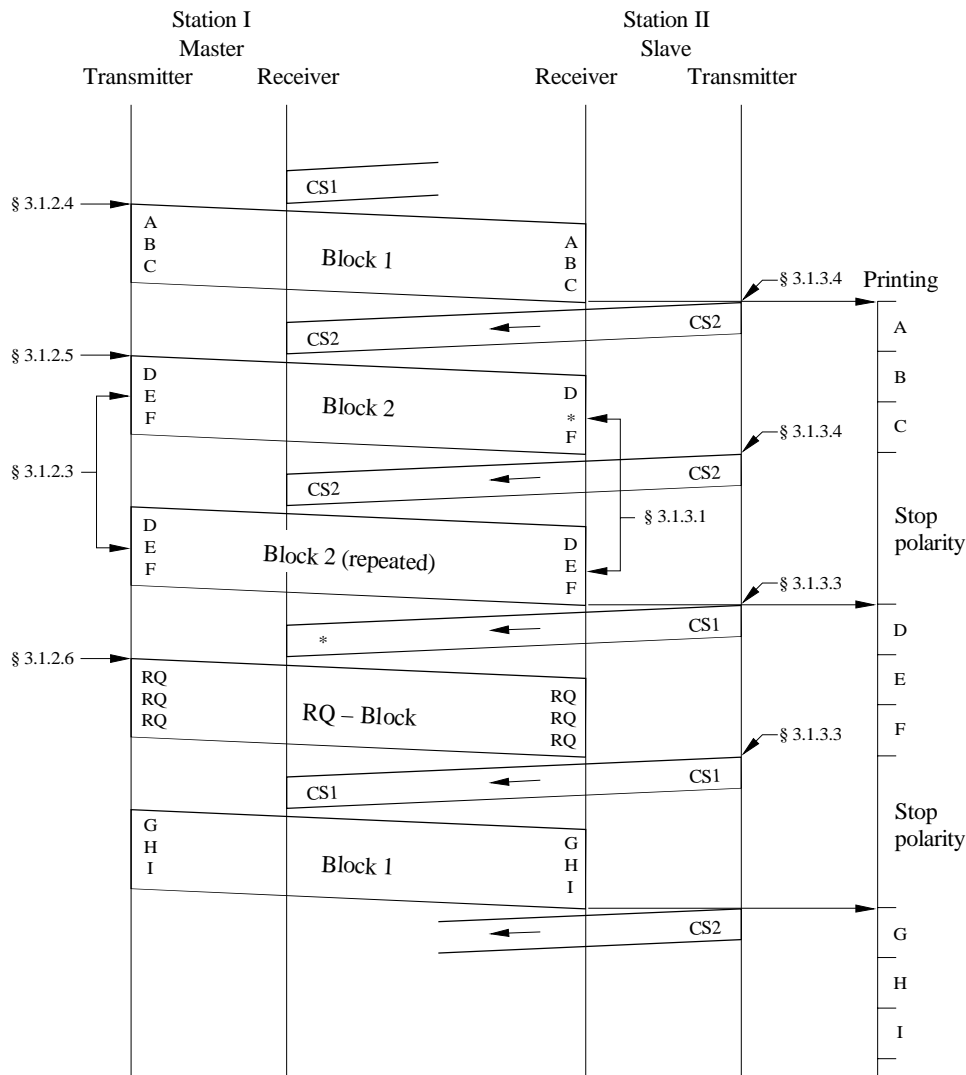 Station I
Master
Station II
Slave
Transmitter
Receiver
Receiver
Transmitter
CS1
§ 3.1.2.4
A
B
C
Block 1
A
B
C
§ 3.1.3.4
Printing
CS2
CS2
A
§ 3.1.2.5
D
E
F
Block 2
D
*
F
B
C
§ 3.1.3.4
§ 3.1.2.3
CS2
CS2
§ 3.1.3.1
Stop
polarity
D
E
F
Block 2 (repeated)
D
E
F
§ 3.1.3.3
*
CS1
D
§ 3.1.2.6
RQ
RQ
RQ
RQ – Block
RQ
RQ
RQ
E
F
§ 3.1.3.3
CS1
CS1
Stop
polarity
G
H
I
Block 1
G
H
I
CS2
G
H
I